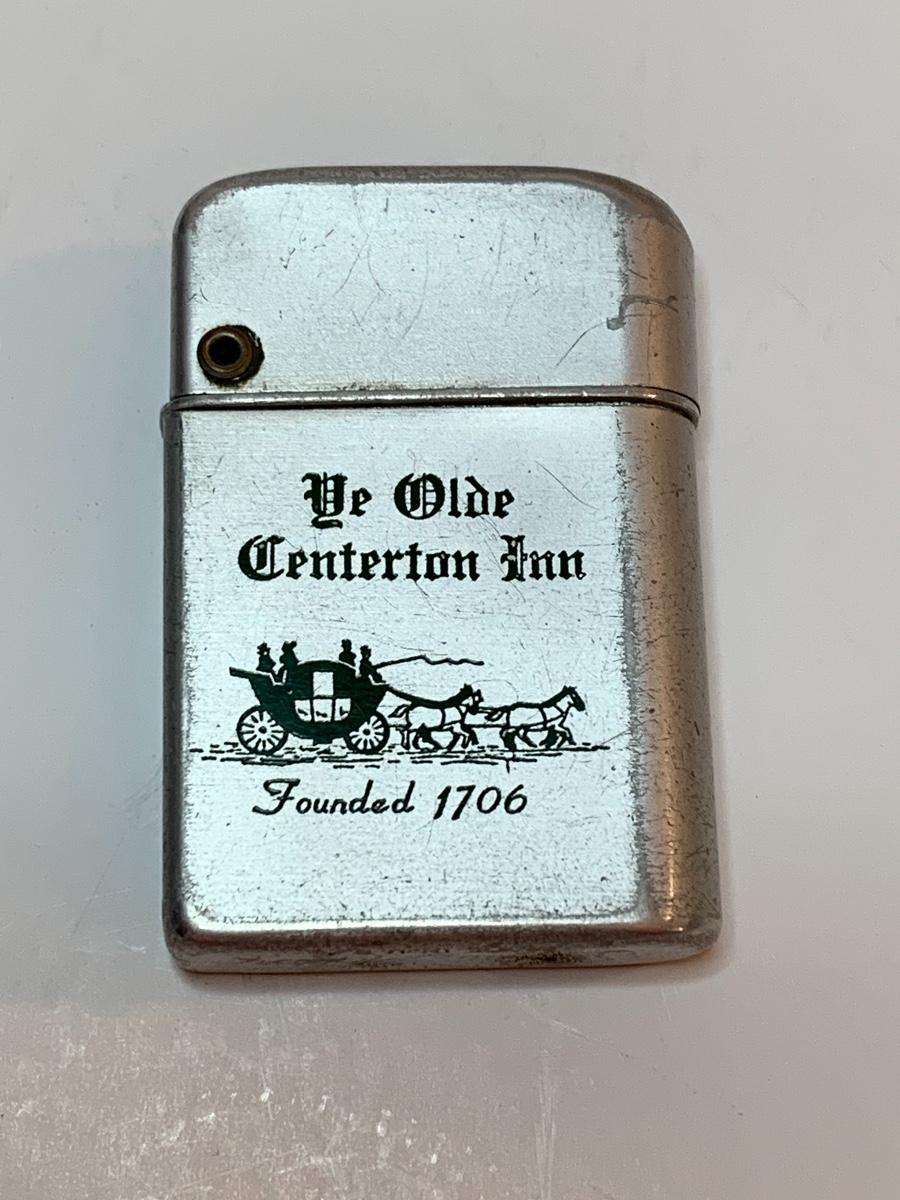 Ye Olde
Centerton Inn
Founded 1706